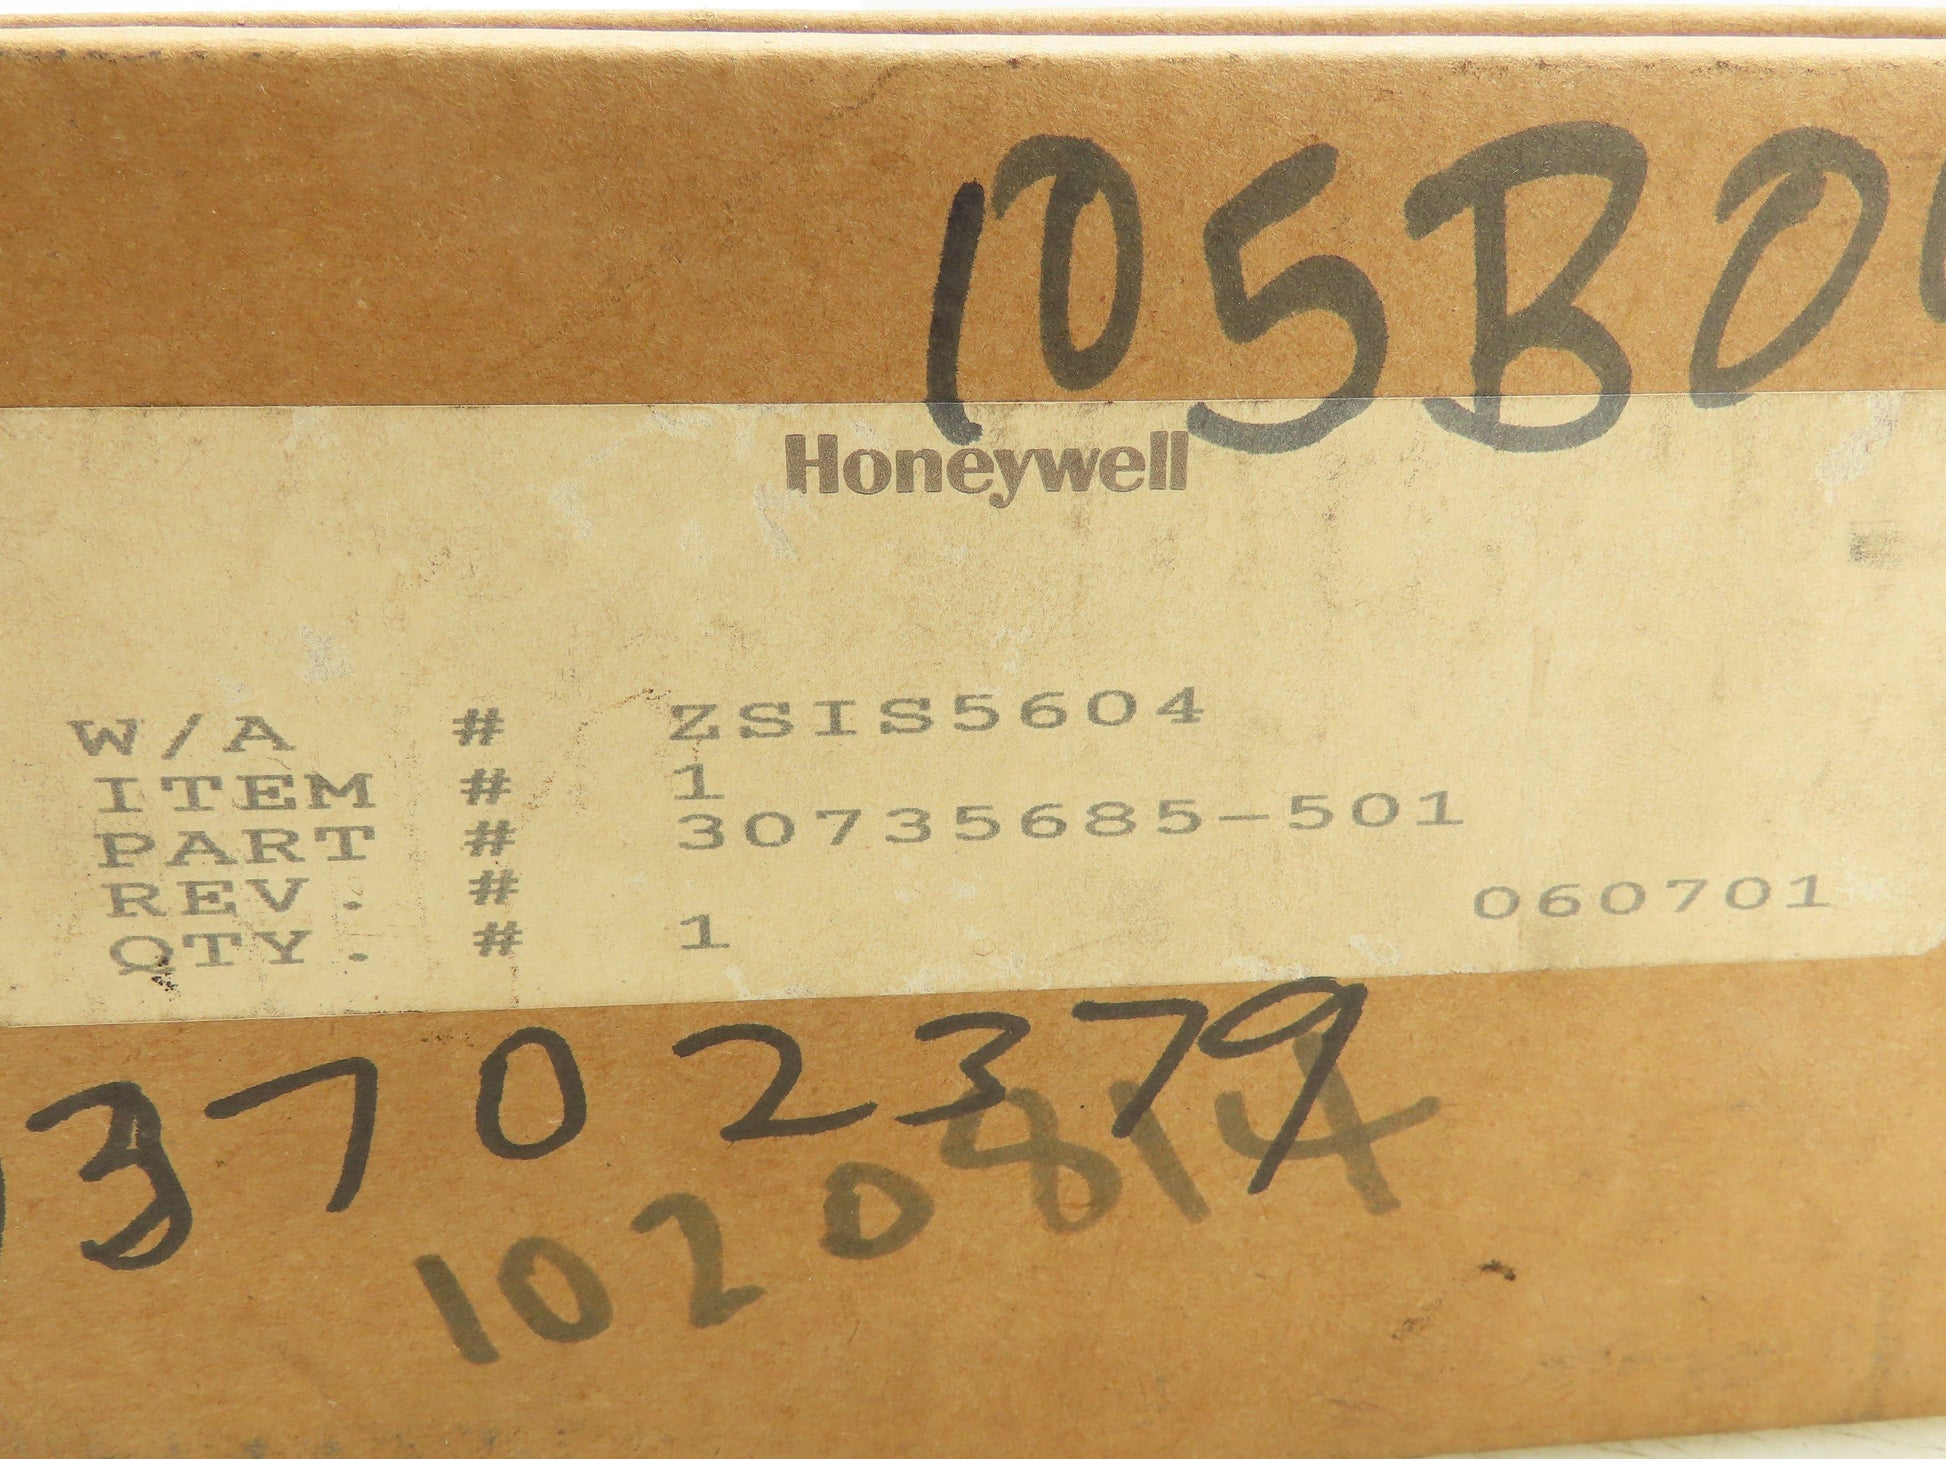 105B0
Honeywell
W/A # ZSIS5604
ITEM # 1
PART # 30735685-501
REV. #
QTY. # 1 060701
3702379
1020814